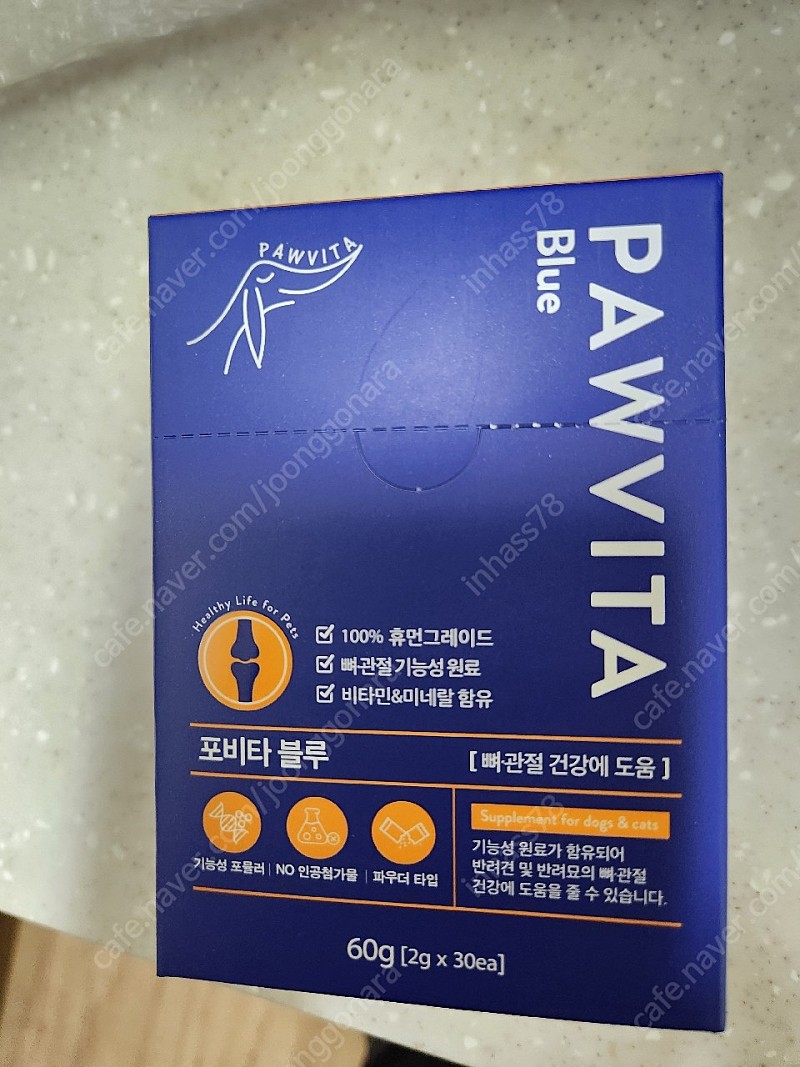 PAWVITA
PAWVITA
Blue
Healthy Life for Pets
100% 휴먼그레이드
뼈·관절 기능성 원료
비타민&미네랄 함유
포비타 블루
[ 뼈·관절 건강에 도움 ]
기능성 포뮬러 | NO 인공첨가물 | 파우더 타입
Supplement for dogs & cats
기능성 원료가 함유되어
반려견 및 반려묘의 뼈·관절
건강에 도움을 줄 수 있습니다.
60g [2g x 30ea]
cafe.naver.com/joonggonara
inhass78